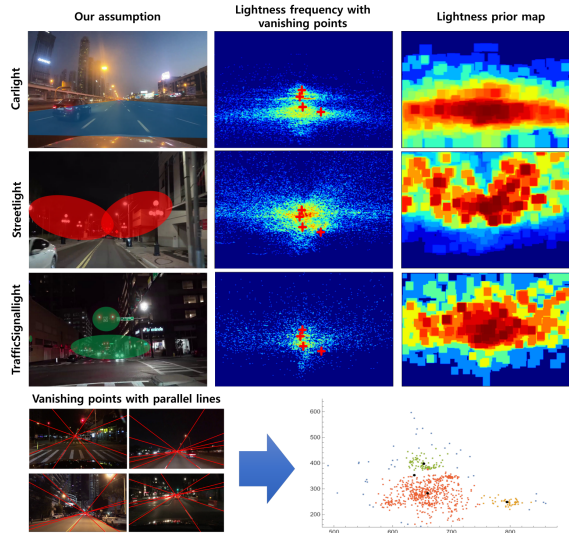 Our assumption
Lightness frequency with
vanishing points
Lightness prior map
Carlight
Streetlight
TrafficSignallight
Vanishing points with parallel lines
600
500
400
300
200
500
600
700
800